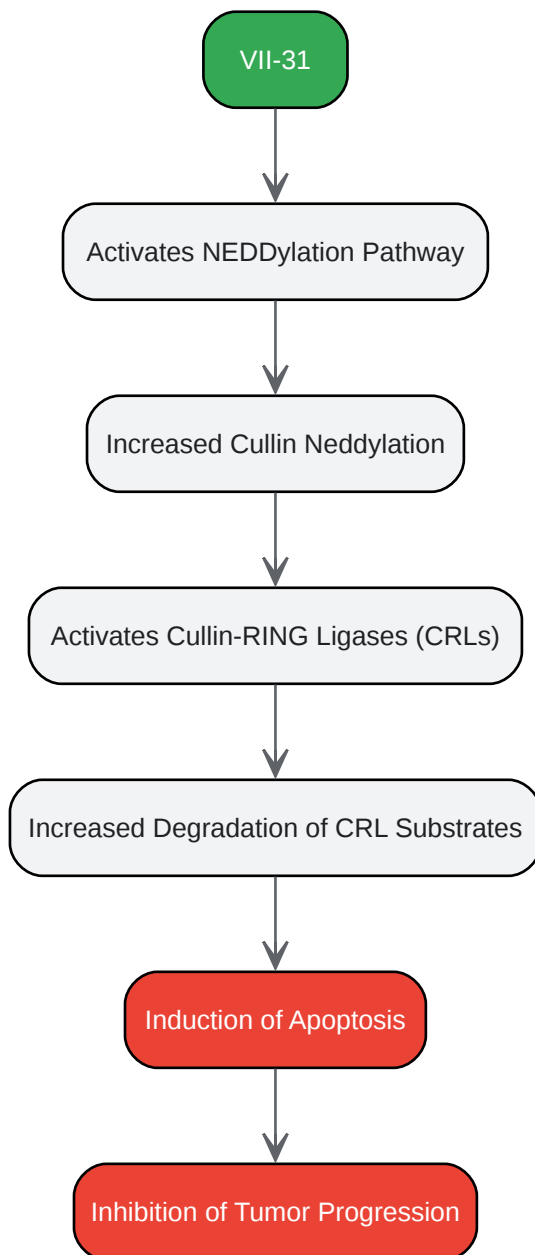 VII-31
Activates NEDDylation Pathway
Increased Cullin Neddylation
Activates Cullin-RING Ligases (CRLs)
Increased Degradation of CRL Substrates
Induction of Apoptosis
Inhibition of Tumor Progression